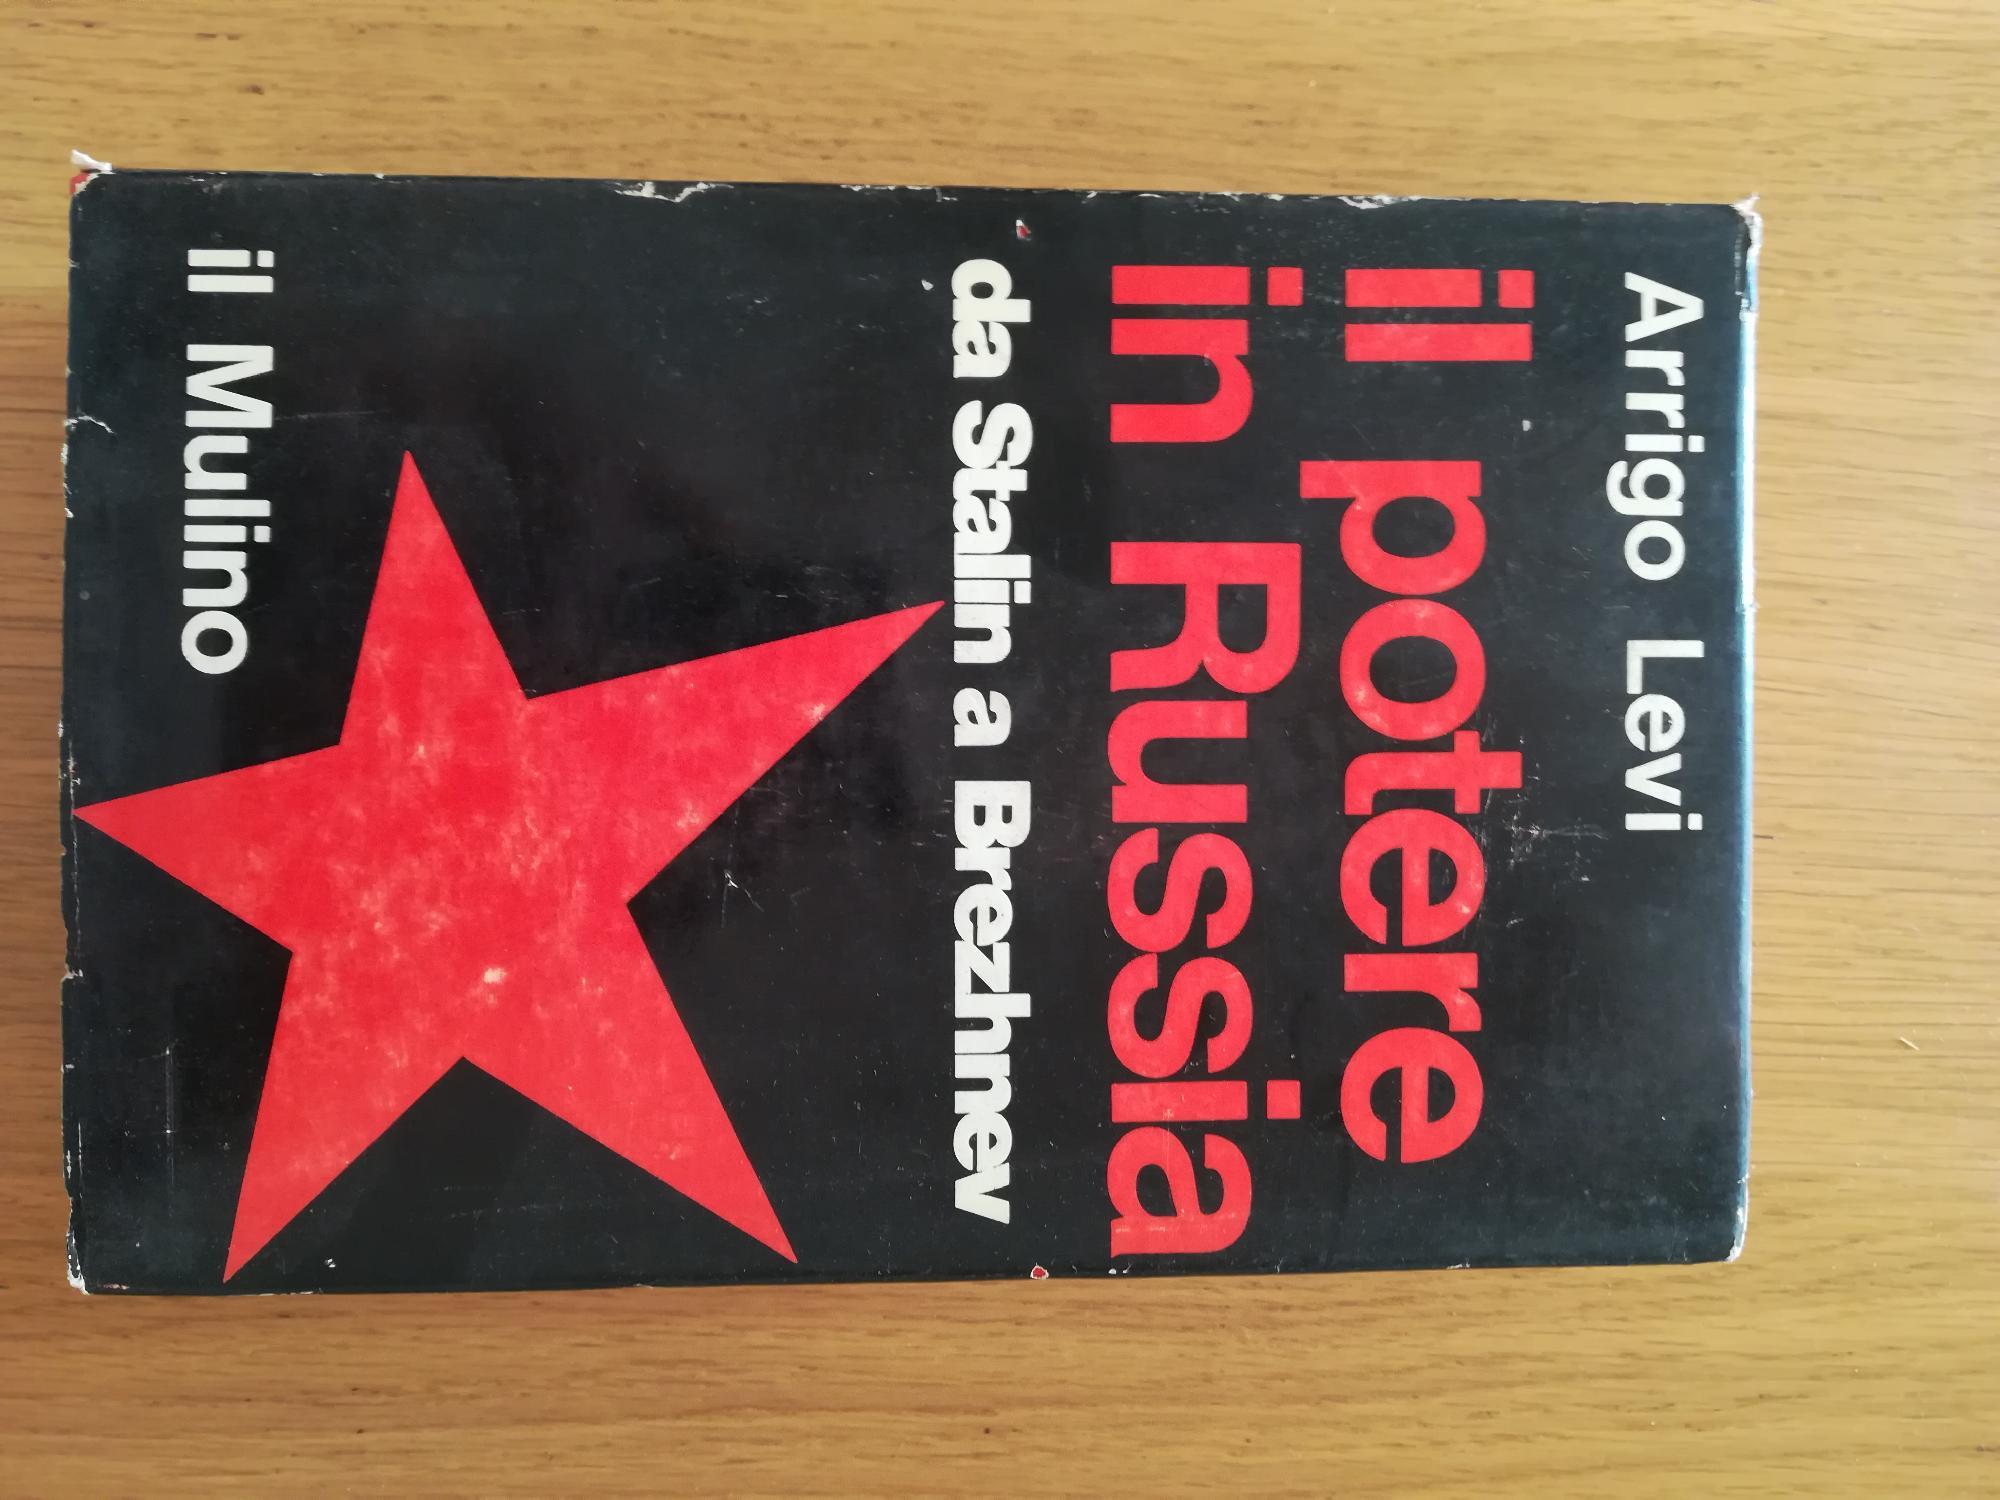 Arrigo Levi
il potere
in Russia
da Stalin a Brezhnev
il Mulino